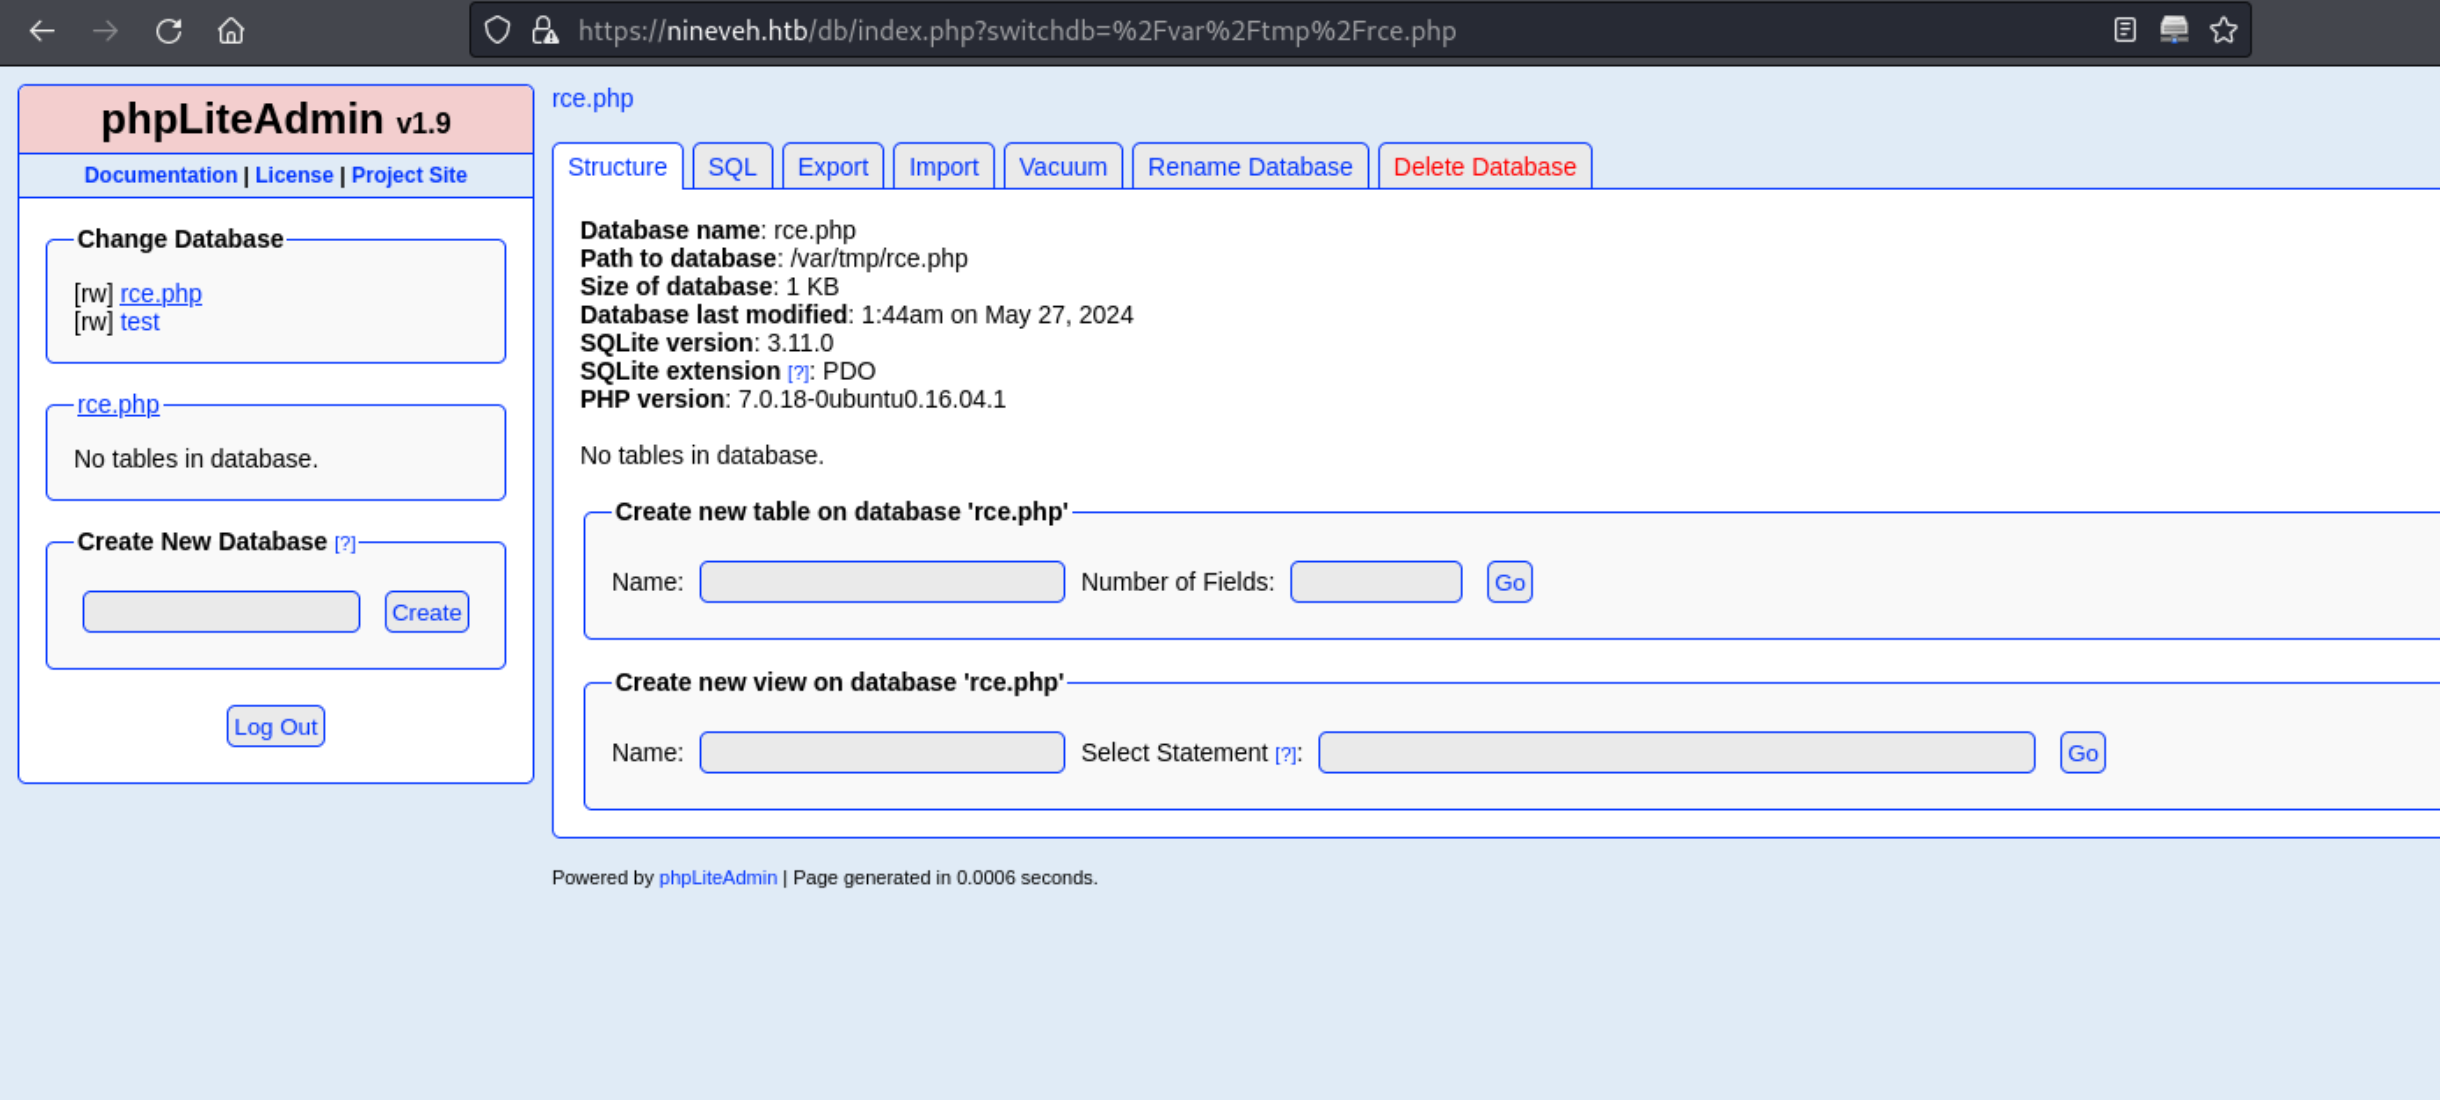 https://nineveh.htb/db/index.php?switchdb=%2Fvar%2Ftmp%2Frce.php
phpLiteAdmin v1.9
Documentation | License | Project Site
Change Database
[rw] rce.php
[rw] test
rce.php
No tables in database.
Create New Database [?]
Create
Log Out
rce.php
Structure SQL Export Import Vacuum Rename Database Delete Database
Database name: rce.php
Path to database: /var/tmp/rce.php
Size of database: 1 KB
Database last modified: 1:44am on May 27, 2024
SQLite version: 3.11.0
SQLite extension [?]: PDO
PHP version: 7.0.18-0ubuntu0.16.04.1
No tables in database.
Create new table on database 'rce.php'
Name: Number of Fields: Go
Create new view on database 'rce.php'
Name: Select Statement [?]: Go
Powered by phpLiteAdmin | Page generated in 0.0006 seconds.